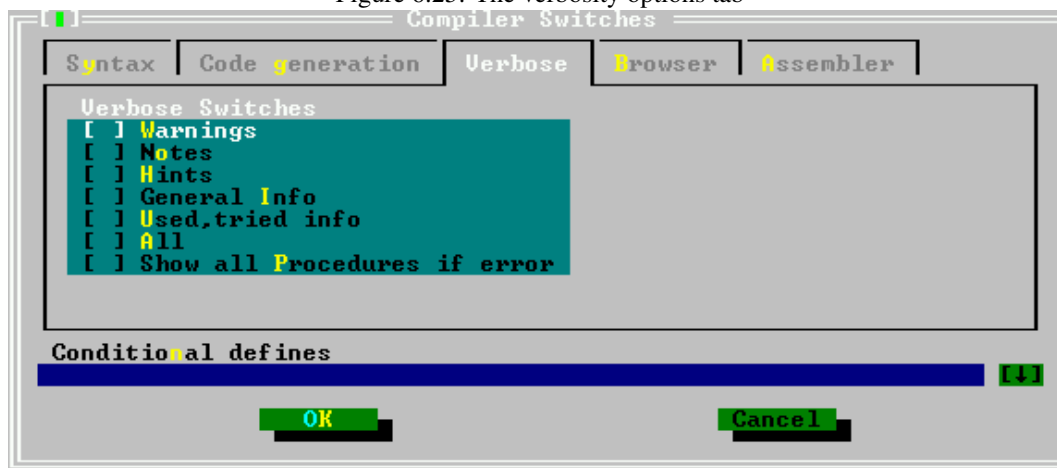 Figure 6.23: The verbosity options tab
[▮] Compiler Switches
Syntax Code generation Verbose Browser Assembler
Verbose Switches
[ ] Warnings
[ ] Notes
[ ] Hints
[ ] General Info
[ ] Used,tried info
[ ] All
[ ] Show all Procedures if error
Conditional defines
[↓]
OK Cancel